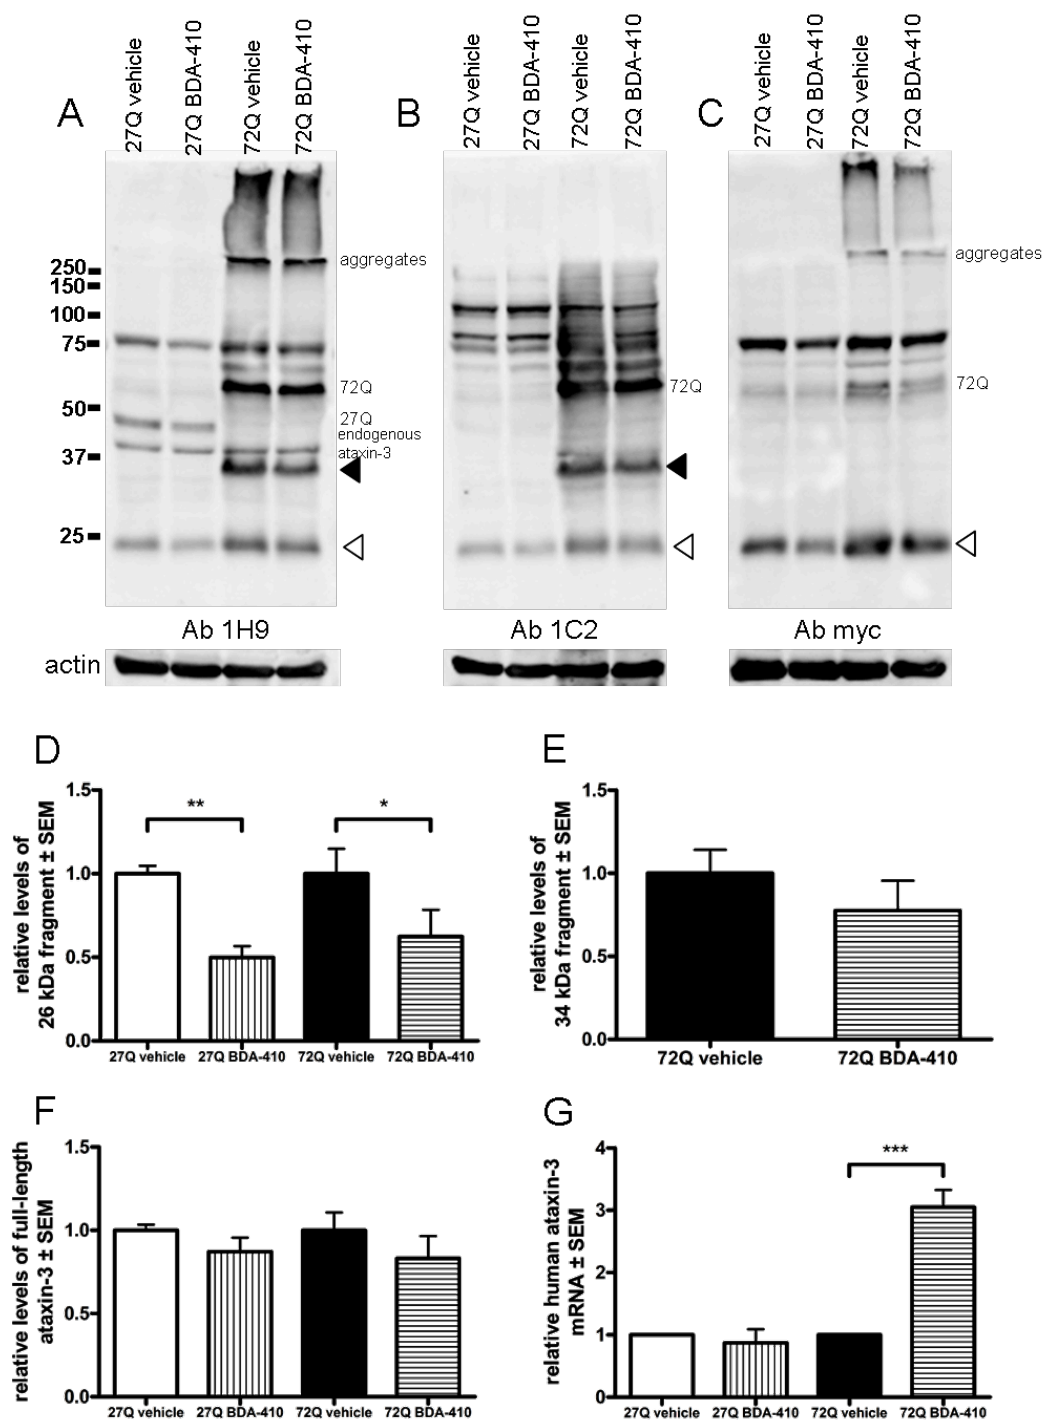 A
27Q vehicle
27Q BDA-410
72Q vehicle
72Q BDA-410
B
27Q vehicle
27Q BDA-410
72Q vehicle
72Q BDA-410
C
27Q vehicle
27Q BDA-410
72Q vehicle
72Q BDA-410
250
150
100
75
50
37
25
aggregates
72Q
27Q
endogenous
ataxin-3
72Q
aggregates
72Q
Ab 1H9
Ab 1C2
Ab myc
actin
D
relative levels of
26 kDa fragment ± SEM
1.5
1.0
0.5
0.0
**
*
27Q vehicle
27Q BDA-410
72Q vehicle
72Q BDA-410
E
relative levels of
34 kDa fragment ± SEM
1.5
1.0
0.5
0.0
72Q vehicle
72Q BDA-410
F
relative levels of full-length
ataxin-3 ± SEM
1.5
1.0
0.5
0.0
27Q vehicle
27Q BDA-410
72Q vehicle
72Q BDA-410
G
relative human ataxin-3
mRNA ± SEM
4
3
2
1
0
***
27Q vehicle
27Q BDA-410
72Q vehicle
72Q BDA-410